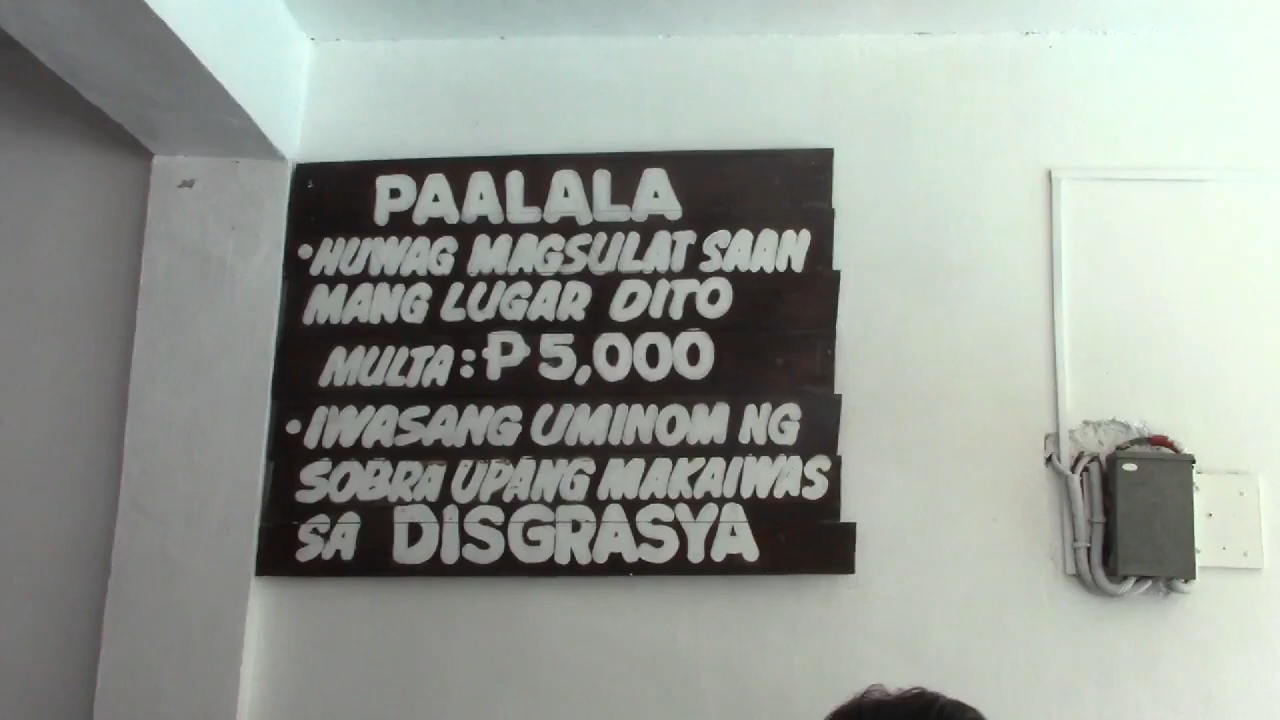 PAALALA
•HUWAG MAGSULAT SAAN
MANG LUGAR DITO
MULTA : ₱5,000
•IWASANG UMINOM NG
SOBRA UPANG MAKAIWAS
SA DISGRASYA